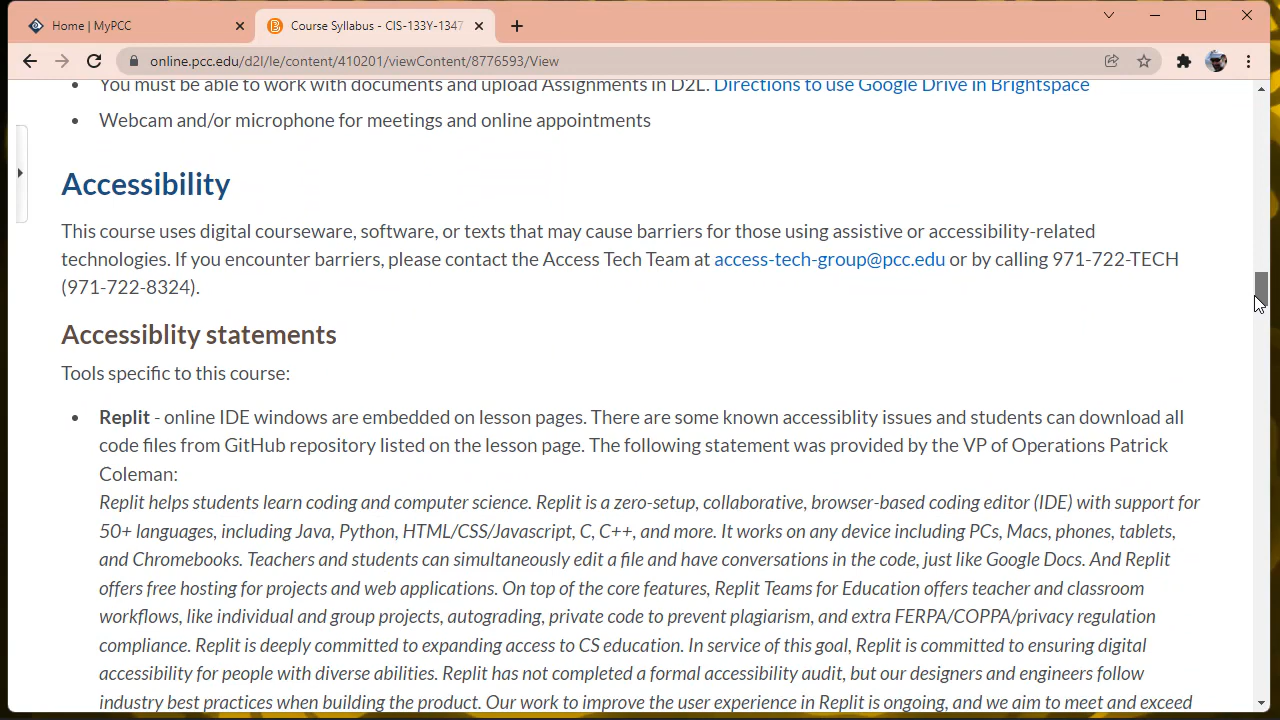 Home | MyPCC
Course Syllabus - CIS-133Y-1347
online.pcc.edu/d2l/le/content/410201/viewContent/8776593/View
You must be able to work with documents and upload Assignments in D2L. Directions to use Google Drive in Brightspace
Webcam and/or microphone for meetings and online appointments
Accessibility
This course uses digital courseware, software, or texts that may cause barriers for those using assistive or accessibility-related
technologies. If you encounter barriers, please contact the Access Tech Team at access-tech-group@pcc.edu or by calling 971-722-TECH
(971-722-8324).
Accessiblity statements
Tools specific to this course:
Replit - online IDE windows are embedded on lesson pages. There are some known accessiblity issues and students can download all
code files from GitHub repository listed on the lesson page. The following statement was provided by the VP of Operations Patrick
Coleman:
Replit helps students learn coding and computer science. Replit is a zero-setup, collaborative, browser-based coding editor (IDE) with support for
50+ languages, including Java, Python, HTML/CSS/Javascript, C, C++, and more. It works on any device including PCs, Macs, phones, tablets,
and Chromebooks. Teachers and students can simultaneously edit a file and have conversations in the code, just like Google Docs. And Replit
offers free hosting for projects and web applications. On top of the core features, Replit Teams for Education offers teacher and classroom
workflows, like individual and group projects, autograding, private code to prevent plagiarism, and extra FERPA/COPPA/privacy regulation
compliance. Replit is deeply committed to expanding access to CS education. In service of this goal, Replit is committed to ensuring digital
accessibility for people with diverse abilities. Replit has not completed a formal accessibility audit, but our designers and engineers follow
industry best practices when building the product. Our work to improve the user experience in Replit is ongoing, and we aim to meet and exceed